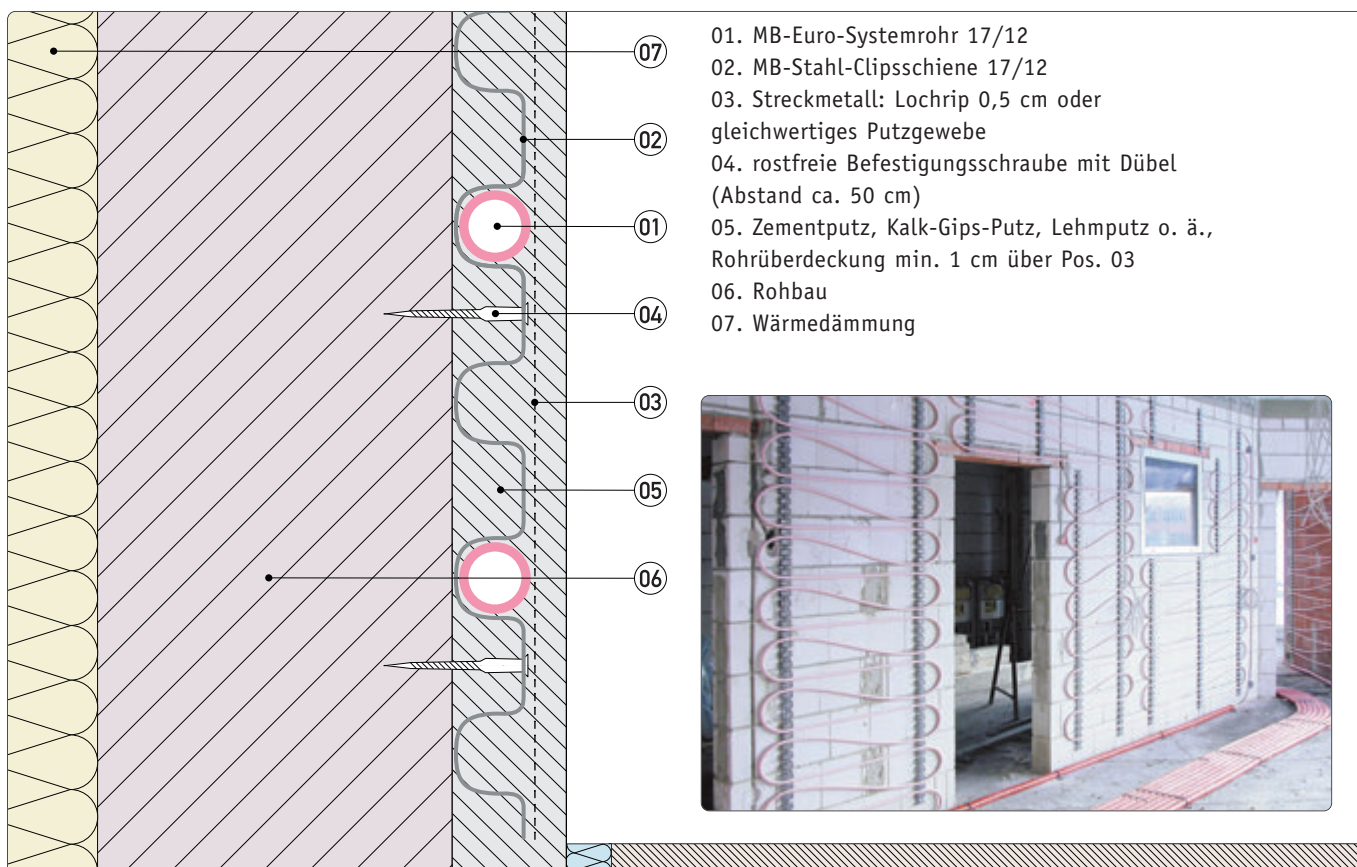 01. MB-Euro-Systemrohr 17/12
02. MB-Stahl-Clipsschiene 17/12
03. Streckmetall: Lochrip 0,5 cm oder
gleichwertiges Putzgewebe
04. rostfreie Befestigungsschraube mit Dübel
(Abstand ca. 50 cm)
05. Zementputz, Kalk-Gips-Putz, Lehmputz o. ä.,
Rohrüberdeckung min. 1 cm über Pos. 03
06. Rohbau
07. Wärmedämmung
07
02
01
04
03
05
06